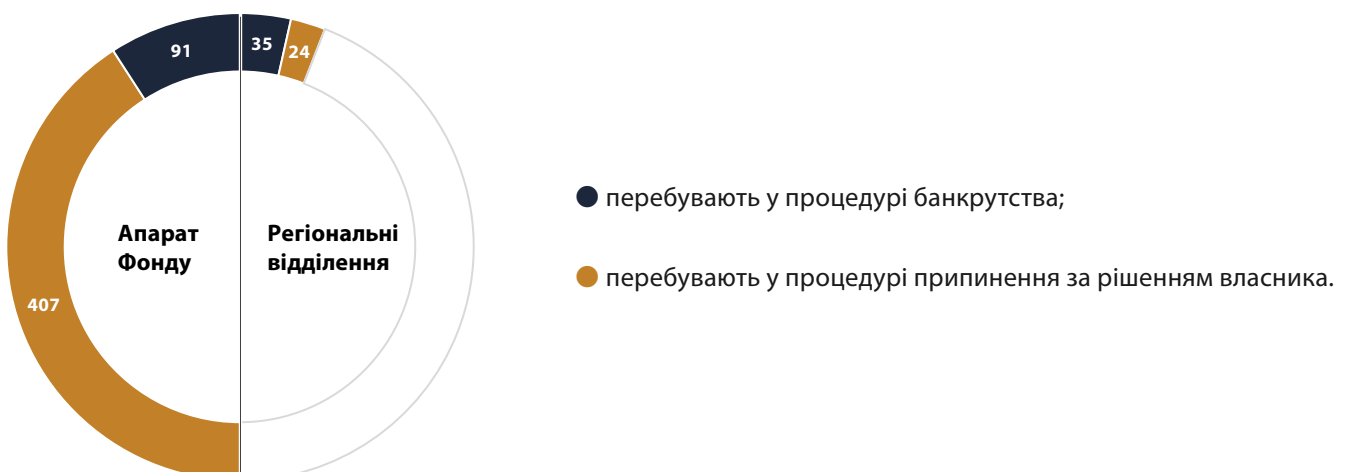 91
35
24
407
Апарат
Фонду
Регіональні
відділення
перебувають у процедурі банкрутства;
перебувають у процедурі припинення за рішенням власника.